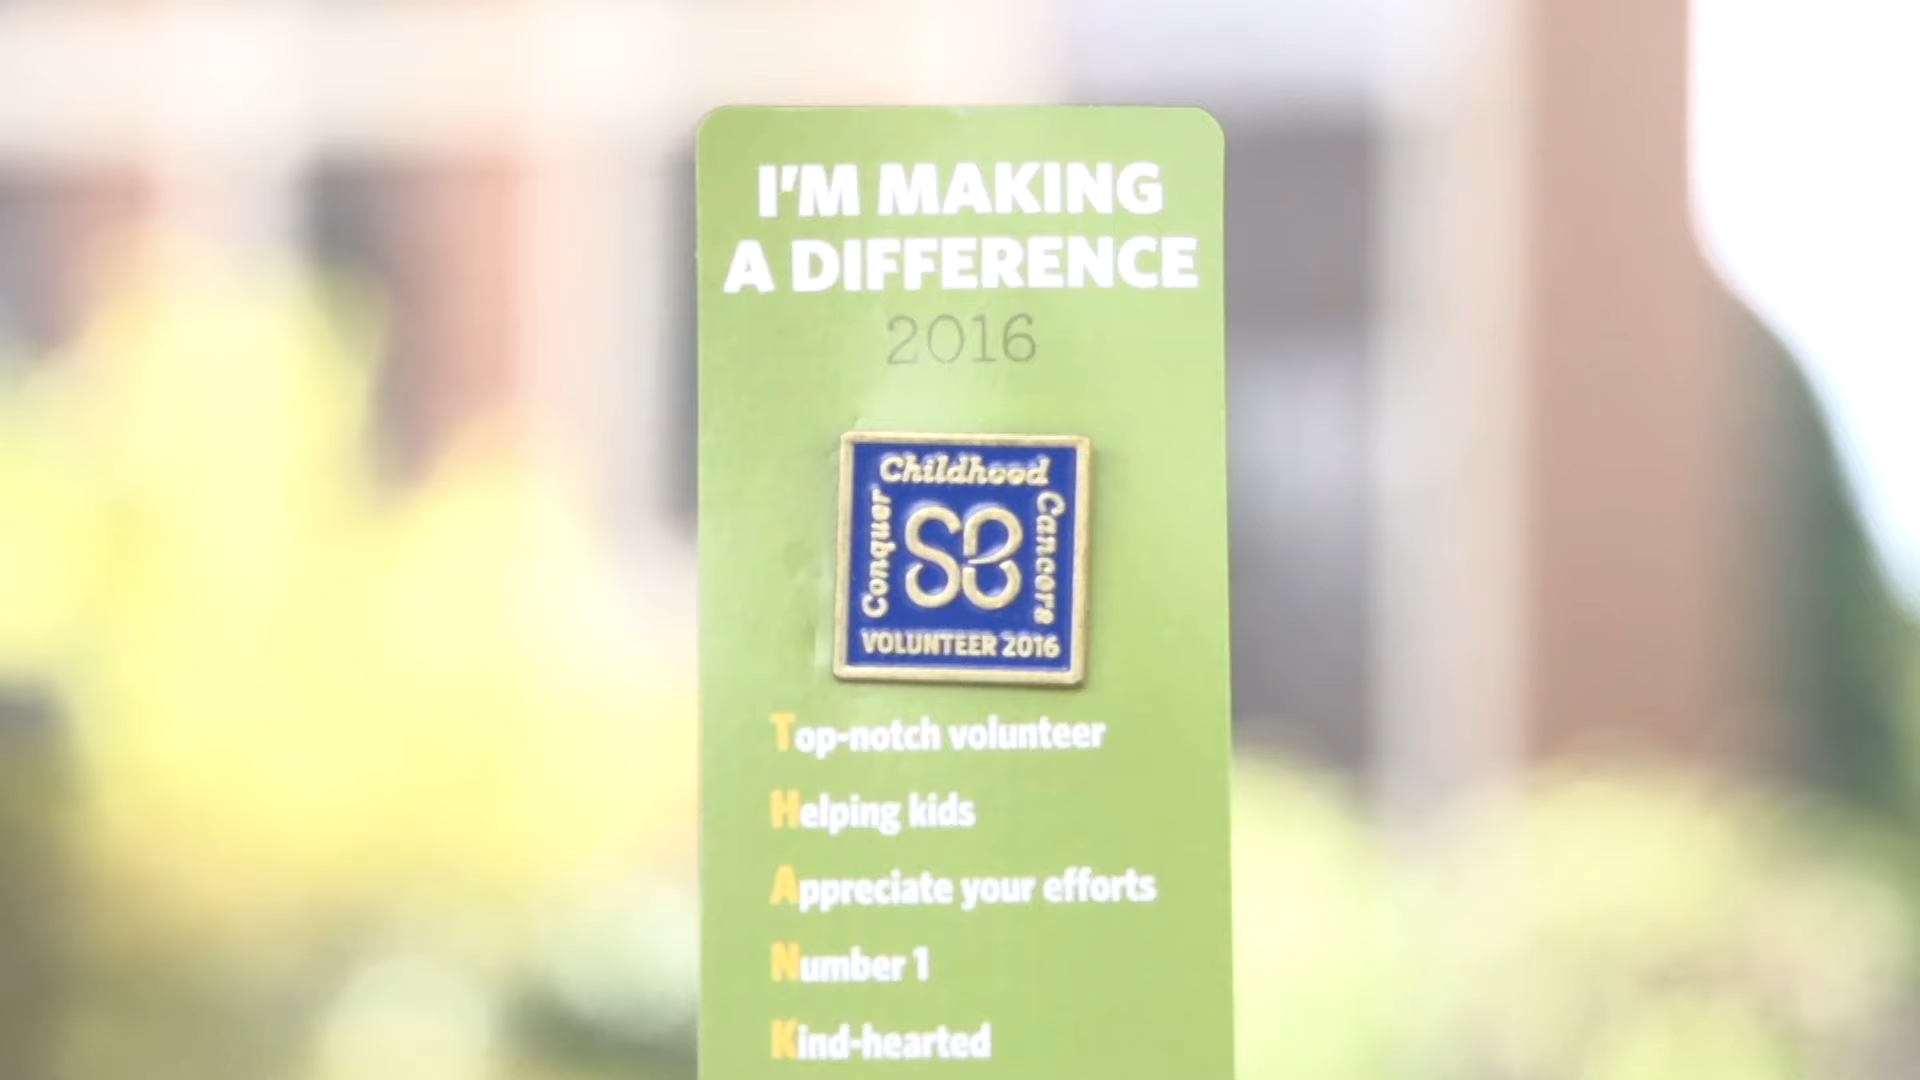 I'M MAKING
A DIFFERENCE
2016
Childhood
Conquer
Cancers
SB
VOLUNTEER 2016
Top-notch volunteer
Helping kids
Appreciate your efforts
Number 1
Kind-hearted